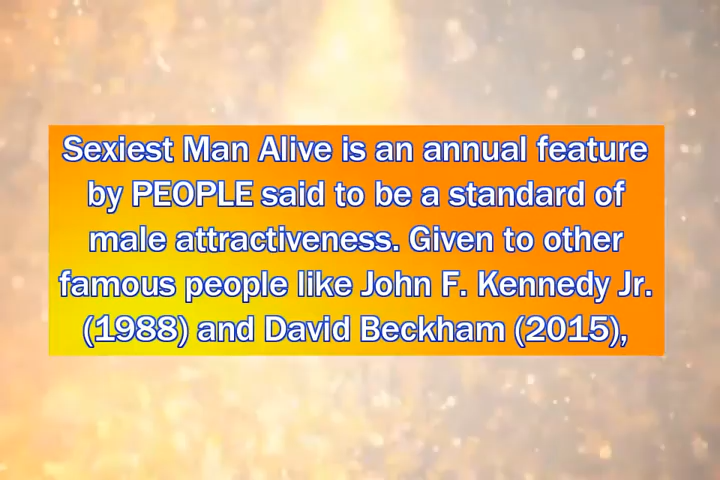 Sexiest Man Alive is an annual feature
by PEOPLE said to be a standard of
male attractiveness. Given to other
famous people like John F. Kennedy Jr.
(1988) and David Beckham (2015),